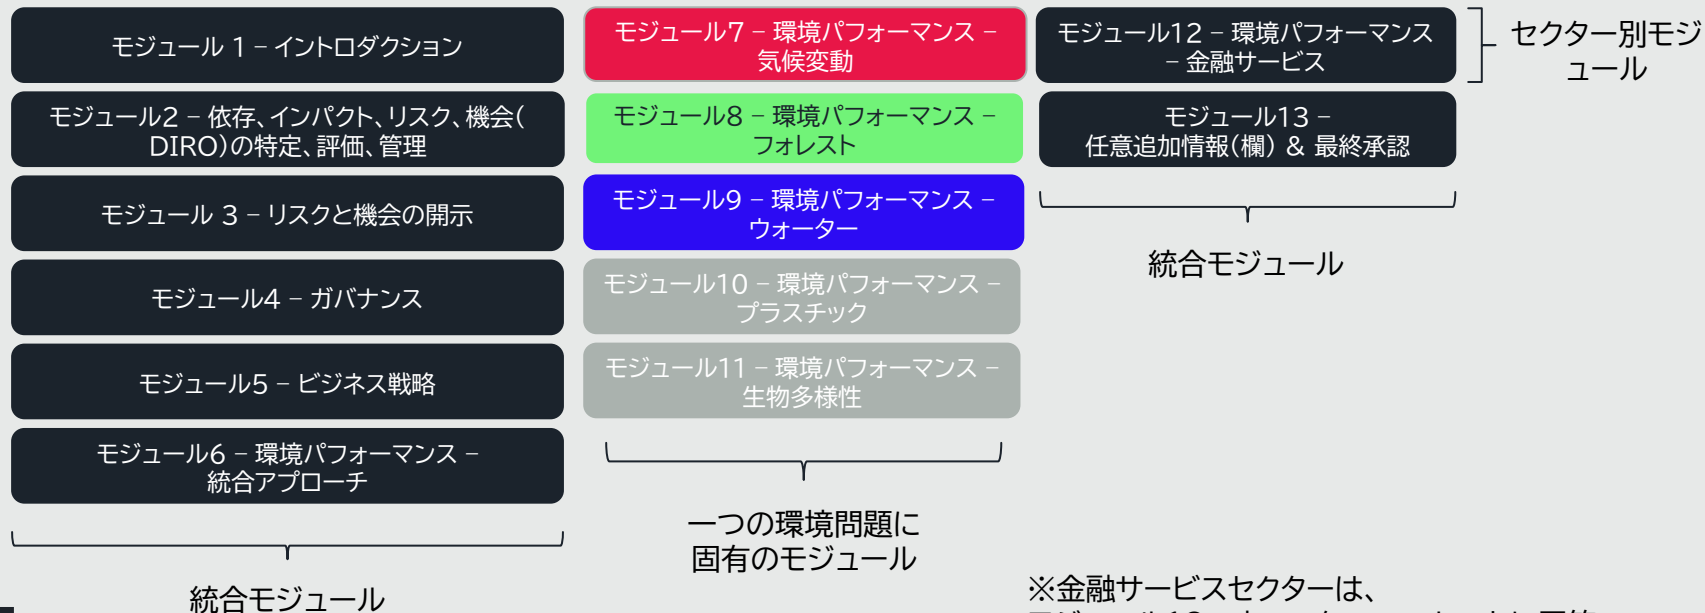 モジュール 1 – イントロダクション
モジュール2 – 依存、インパクト、リスク、機会(
DIRO)の特定、評価、管理
モジュール 3 – リスクと機会の開示
モジュール4 – ガバナンス
モジュール5 – ビジネス戦略
モジュール6 – 環境パフォーマンス –
統合アプローチ
統合モジュール
モジュール7 – 環境パフォーマンス –
気候変動
モジュール8 – 環境パフォーマンス –
フォレスト
モジュール9 – 環境パフォーマンス –
ウォーター
モジュール10 – 環境パフォーマンス –
プラスチック
モジュール11 – 環境パフォーマンス –
生物多様性
一つの環境問題に
固有のモジュール
モジュール12 – 環境パフォーマンス
– 金融サービス
モジュール13 –
任意追加情報(欄) & 最終承認
統合モジュール
セクター別モジ
ュール
※金融サービスセクターは、